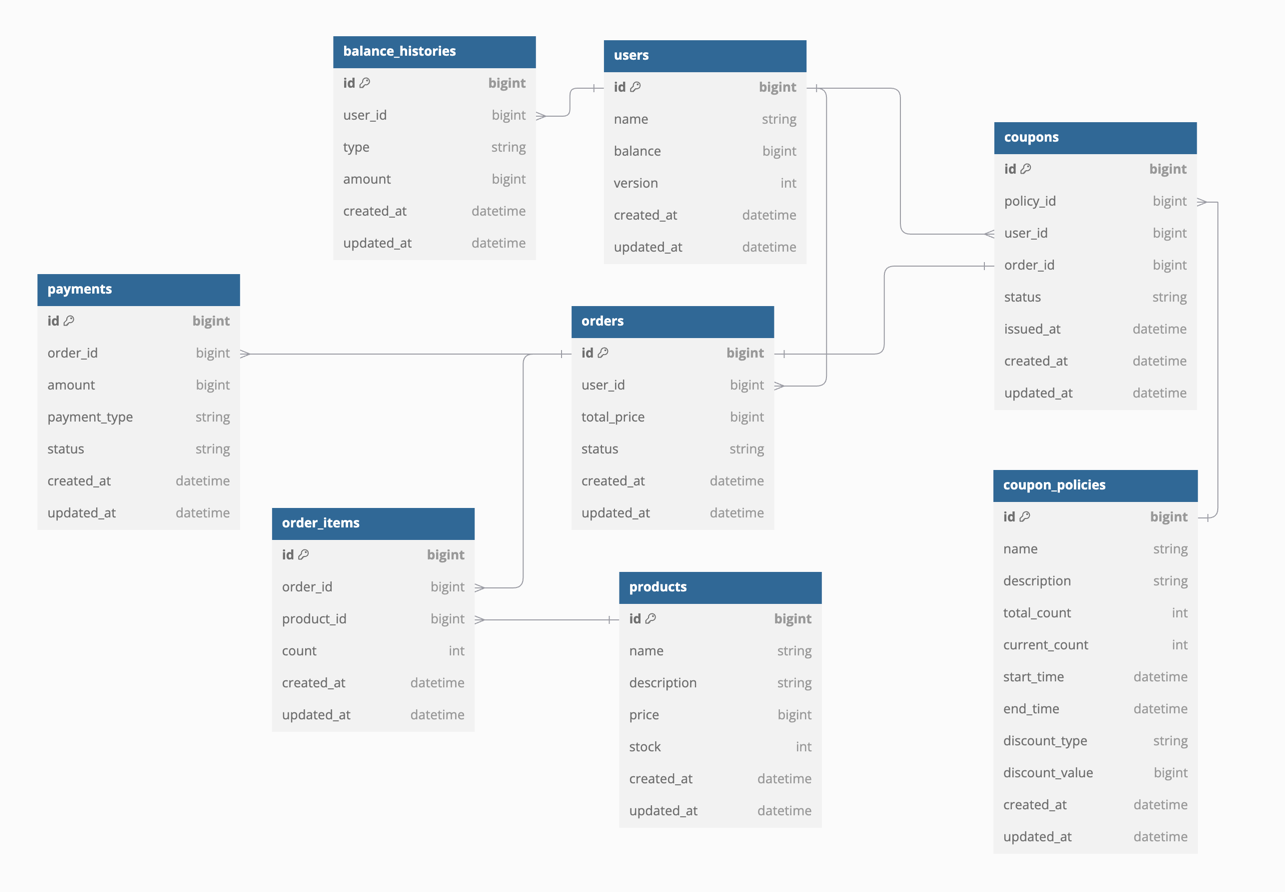 balance_histories
id bigint
user_id bigint
type string
amount bigint
created_at datetime
updated_at datetime
users
id bigint
name string
balance bigint
version int
created_at datetime
updated_at datetime
coupons
id bigint
policy_id bigint
user_id bigint
order_id bigint
status string
issued_at datetime
created_at datetime
updated_at datetime
payments
id bigint
order_id bigint
amount bigint
payment_type string
status string
created_at datetime
updated_at datetime
orders
id bigint
user_id bigint
total_price bigint
status string
created_at datetime
updated_at datetime
order_items
id bigint
order_id bigint
product_id bigint
count int
created_at datetime
updated_at datetime
products
id bigint
name string
description string
price bigint
stock int
created_at datetime
updated_at datetime
coupon_policies
id bigint
name string
description string
total_count int
current_count int
start_time datetime
end_time datetime
discount_type string
discount_value bigint
created_at datetime
updated_at datetime